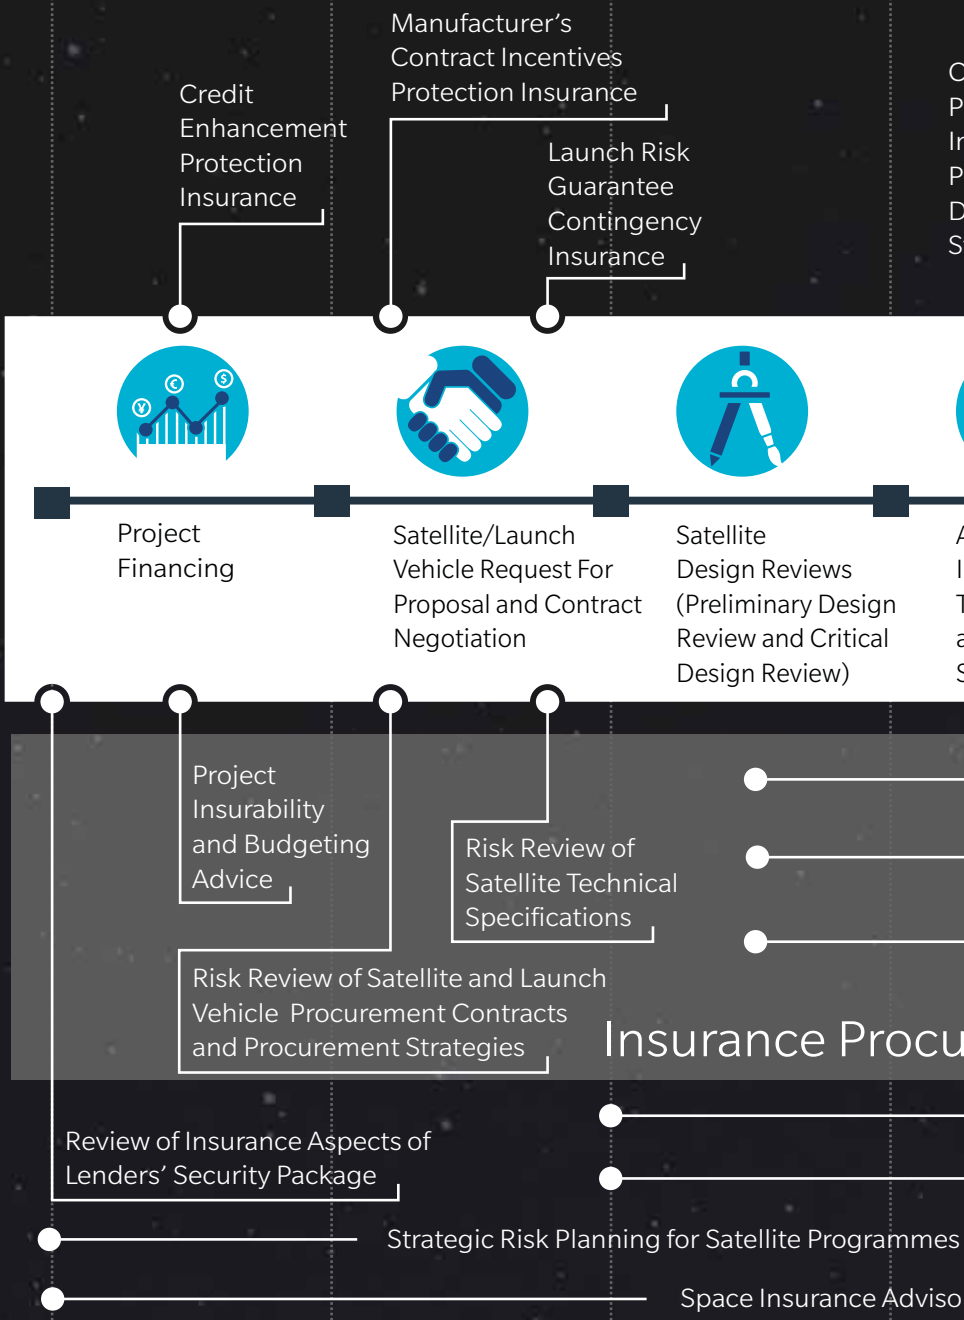 Manufacturer's
Contract Incentives
Protection Insurance
Credit
Enhancement
Protection
Insurance
Launch Risk
Guarantee
Contingency
Insurance
¥
€
$
Project
Financing
Satellite/Launch
Vehicle Request For
Proposal and Contract
Negotiation
Satellite
Design Reviews
(Preliminary Design
Review and Critical
Design Review)
Project
Insurability
and Budgeting
Advice
Risk Review of
Satellite Technical
Specifications
Risk Review of Satellite and Launch
Vehicle Procurement Contracts
and Procurement Strategies
Insurance
Review of Insurance Aspects of
Lenders' Security Package
Strategic Risk Planning for Satellite Programmes
Space Insurance